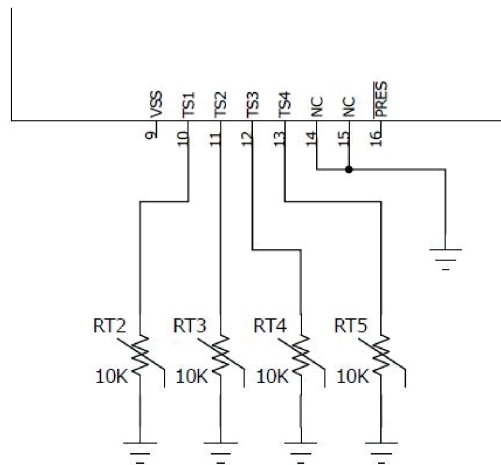 VSS TS1 TS2 TS3 TS4 NC NC PRES
9 10 11 12 13 14 15 16
RT2 RT3 RT4 RT5
10K 10K 10K 10K